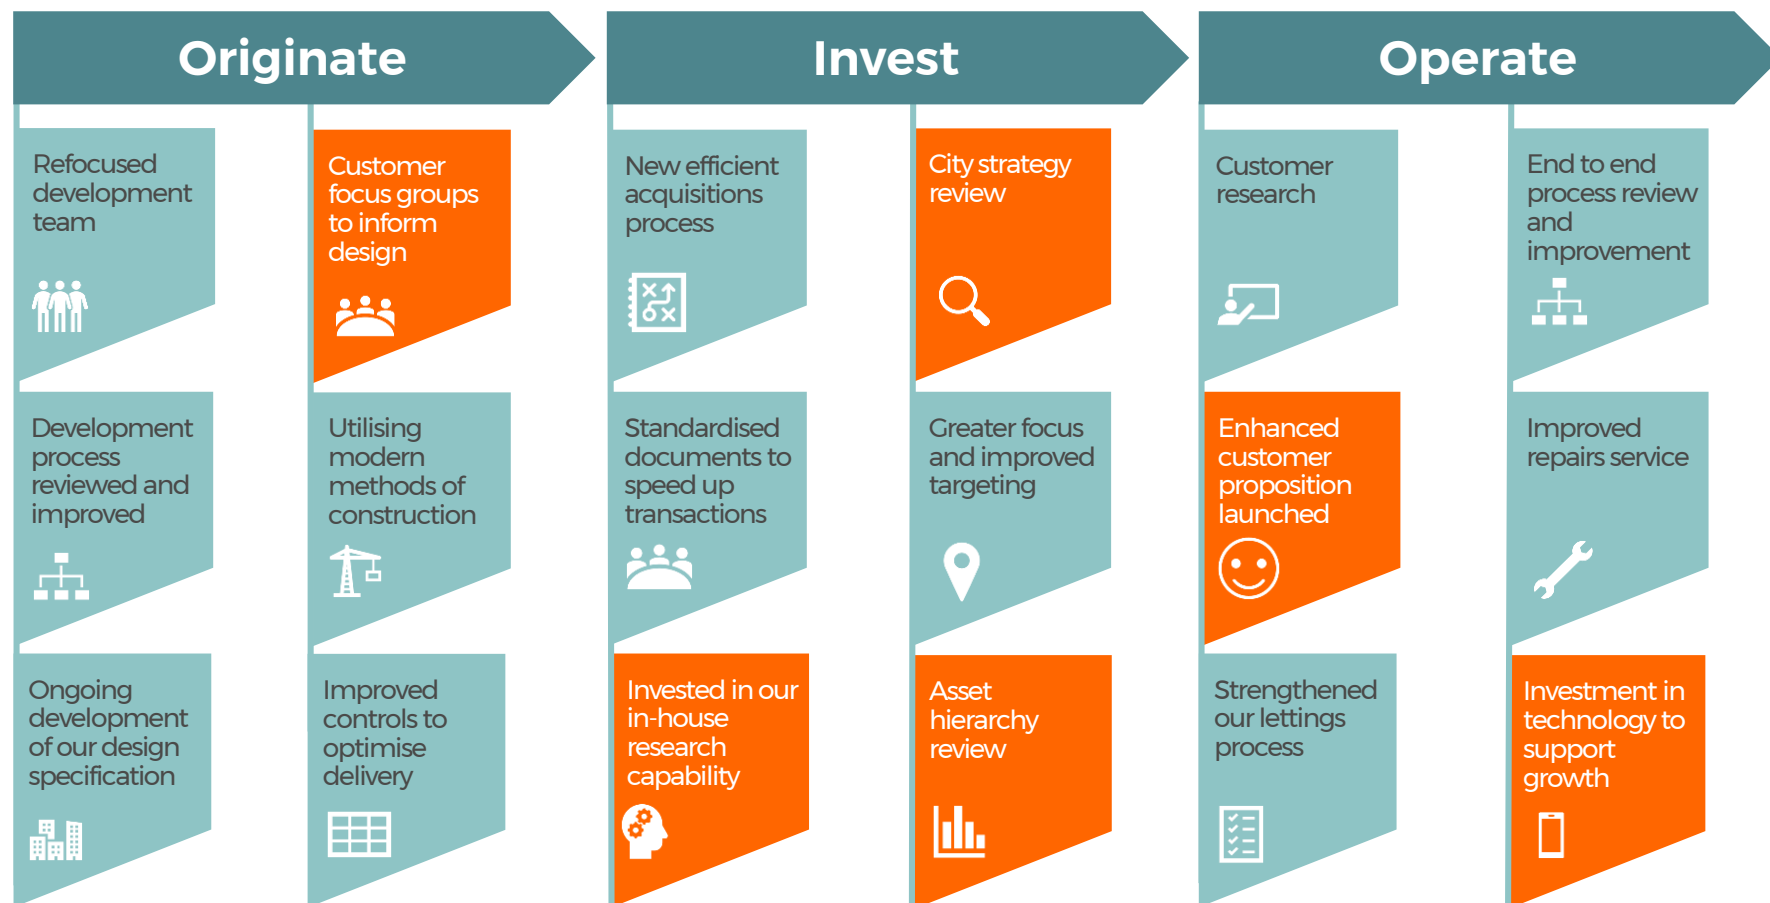 Originate
Invest
Operate
Refocused
development
team
Customer
focus groups
to inform
design
New efficient
acquisitions
process
City strategy
review
Customer
research
End to end
process review
and
improvement
Development
process
reviewed and
improved
Utilising
modern
methods of
construction
Standardised
documents to
speed up
transactions
Greater focus
and improved
targeting
Enhanced
customer
proposition
launched
Improved
repairs service
Ongoing
development
of our design
specification
Improved
controls to
optimise
delivery
Invested in our
in-house
research
capability
Asset
hierarchy
review
Strengthened
our lettings
process
Investment in
technology to
support
growth